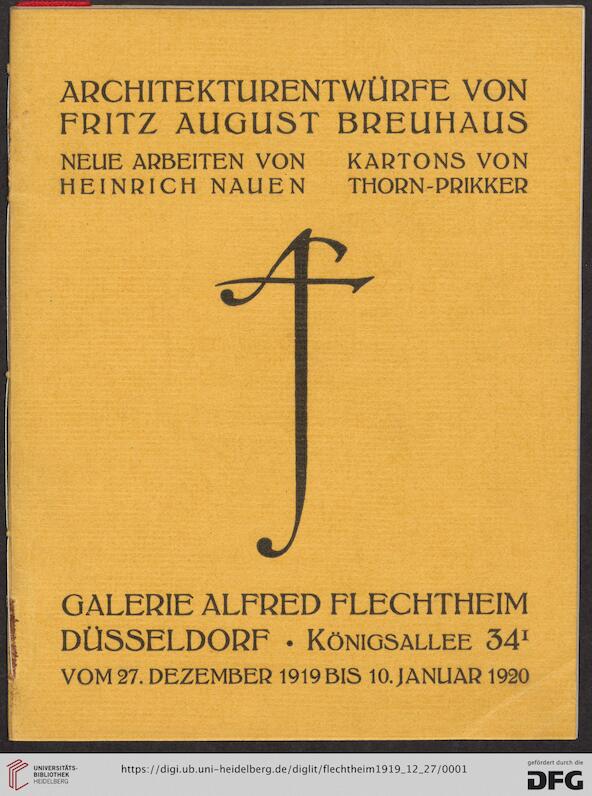 ARCHITEKTURENTWÜRFE VON
FRITZ AUGUST BREUHAUS
NEUE ARBEITEN VON
HEINRICH NAUEN
KARTONS VON
THORN-PRIKKER
AF
GALERIE ALFRED FLECHTHEIM
DÜSSELDORF • KÖNIGSALLEE 34ᴵ
VOM 27. DEZEMBER 1919 BIS 10. JANUAR 1920
UNIVERSITÄTS-
BIBLIOTHEK
HEIDELBERG
https://digi.ub.uni-heidelberg.de/diglit/flechtheim1919_12_27/0001
gefördert durch die
DFG